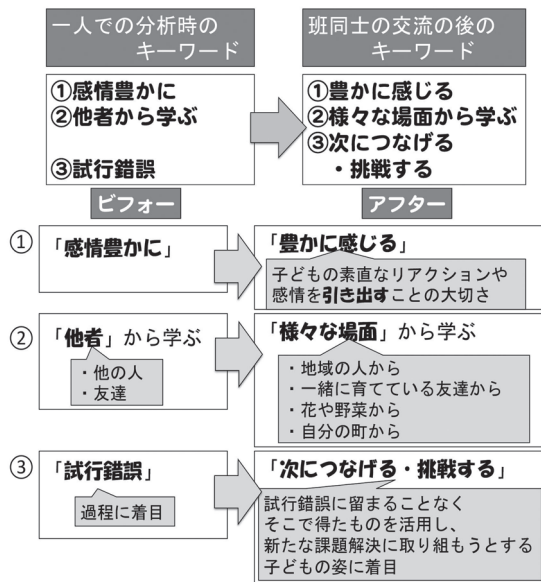 一人での分析時の
キーワード
班同士の交流の後の
キーワード
①感情豊かに
②他者から学ぶ
③試行錯誤
①豊かに感じる
②様々な場面から学ぶ
③次につなげる
・挑戦する
ビフォー
アフター
①
「感情豊かに」
「豊かに感じる」
子どもの素直なリアクションや
感情を引き出すことの大切さ
②
「他者」から学ぶ
・他の人
・友達
「様々な場面」から学ぶ
・地域の人から
・一緒に育てている友達から
・花や野菜から
・自分の町から
③
「試行錯誤」
過程に着目
「次につなげる・挑戦する」
試行錯誤に留まることなく
そこで得たものを活用し、
新たな課題解決に取り組もうとする
子どもの姿に着目